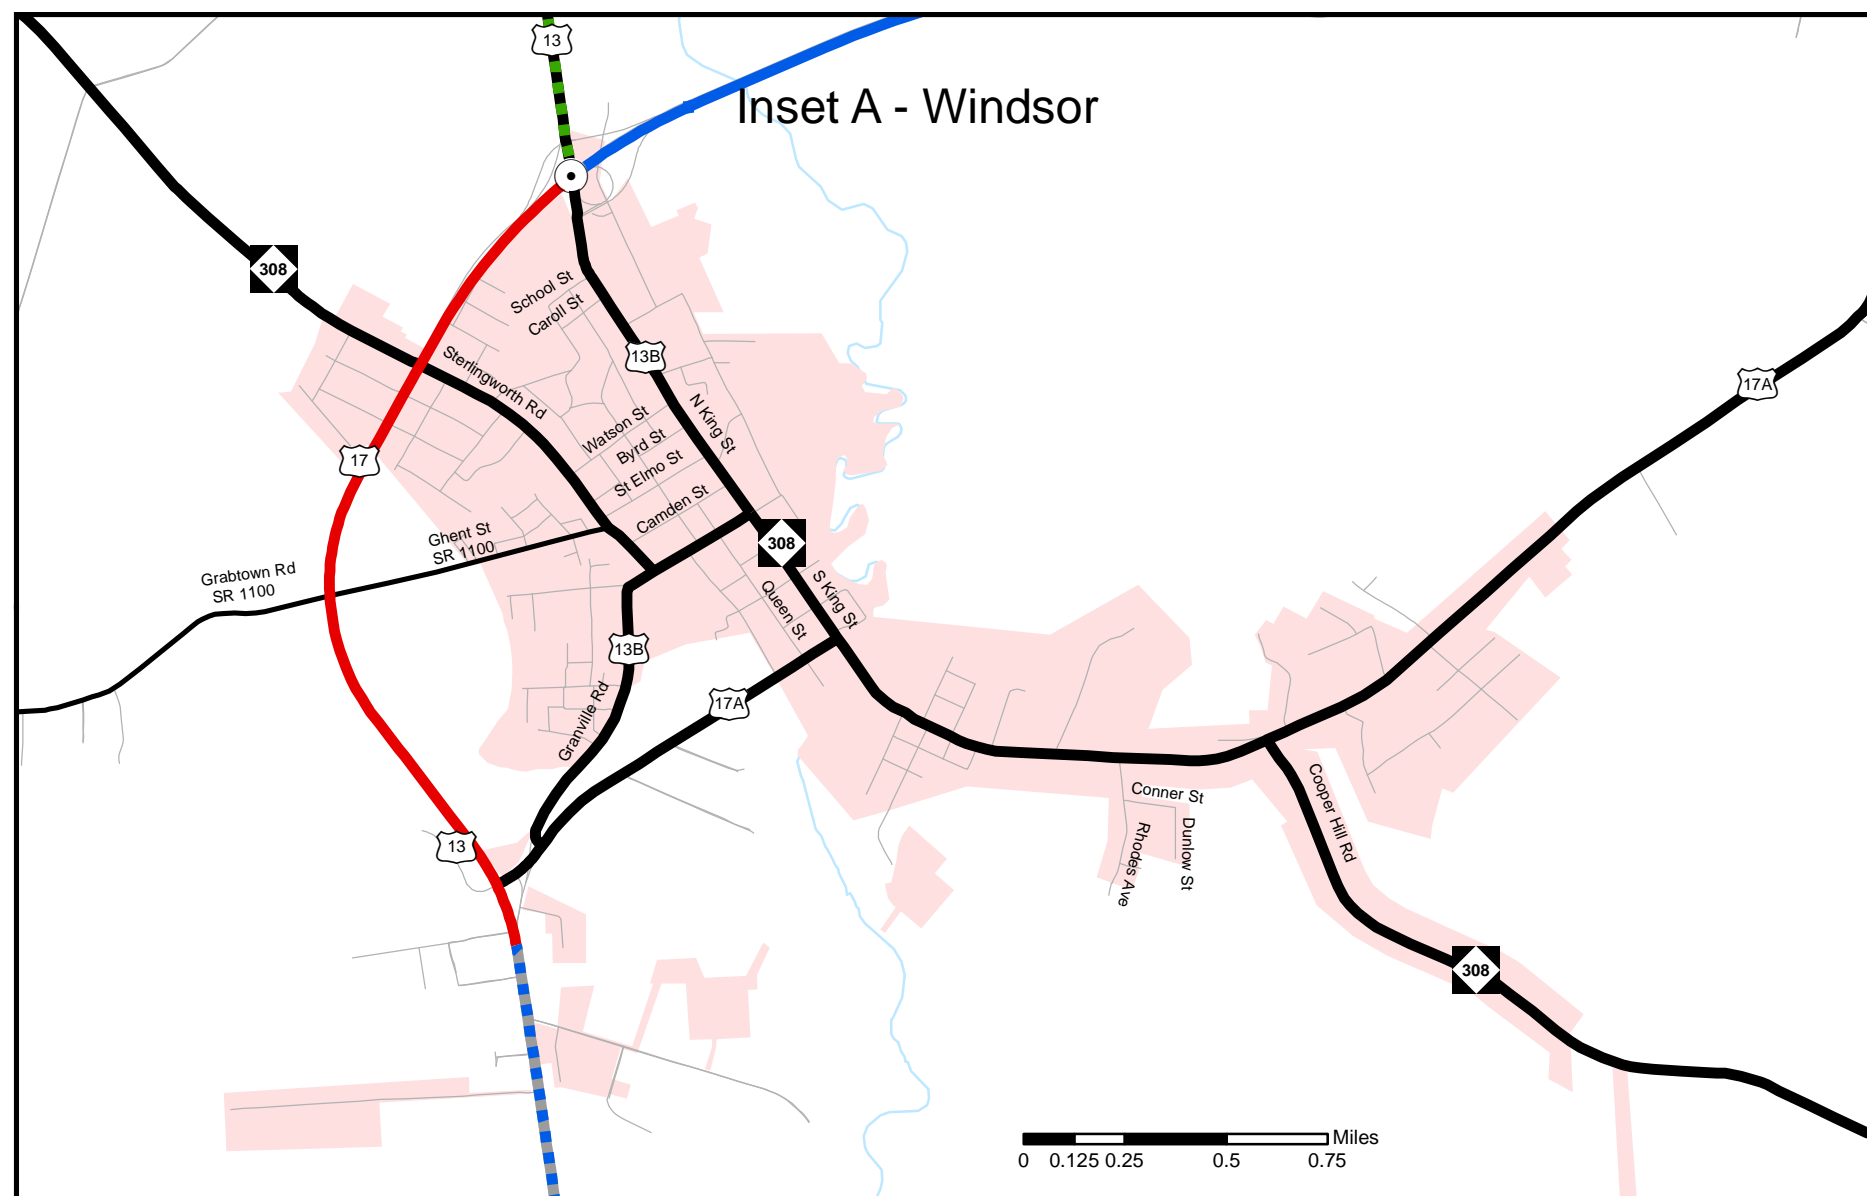 13
Inset A - Windsor
308
School St
Caroll St
13B
Sterlingworth Rd
17A
N King St
Watson St
Byrd St
St Elmo St
17
Camden St
Ghent St
SR 1100
308
Grabtown Rd
SR 1100
S King St
Queen St
13B
Granville Rd
17A
Conner St
Cooper Hill Rd
Rhodes Ave
Dunlow St
13
308
Miles
0 0.125 0.25 0.5 0.75